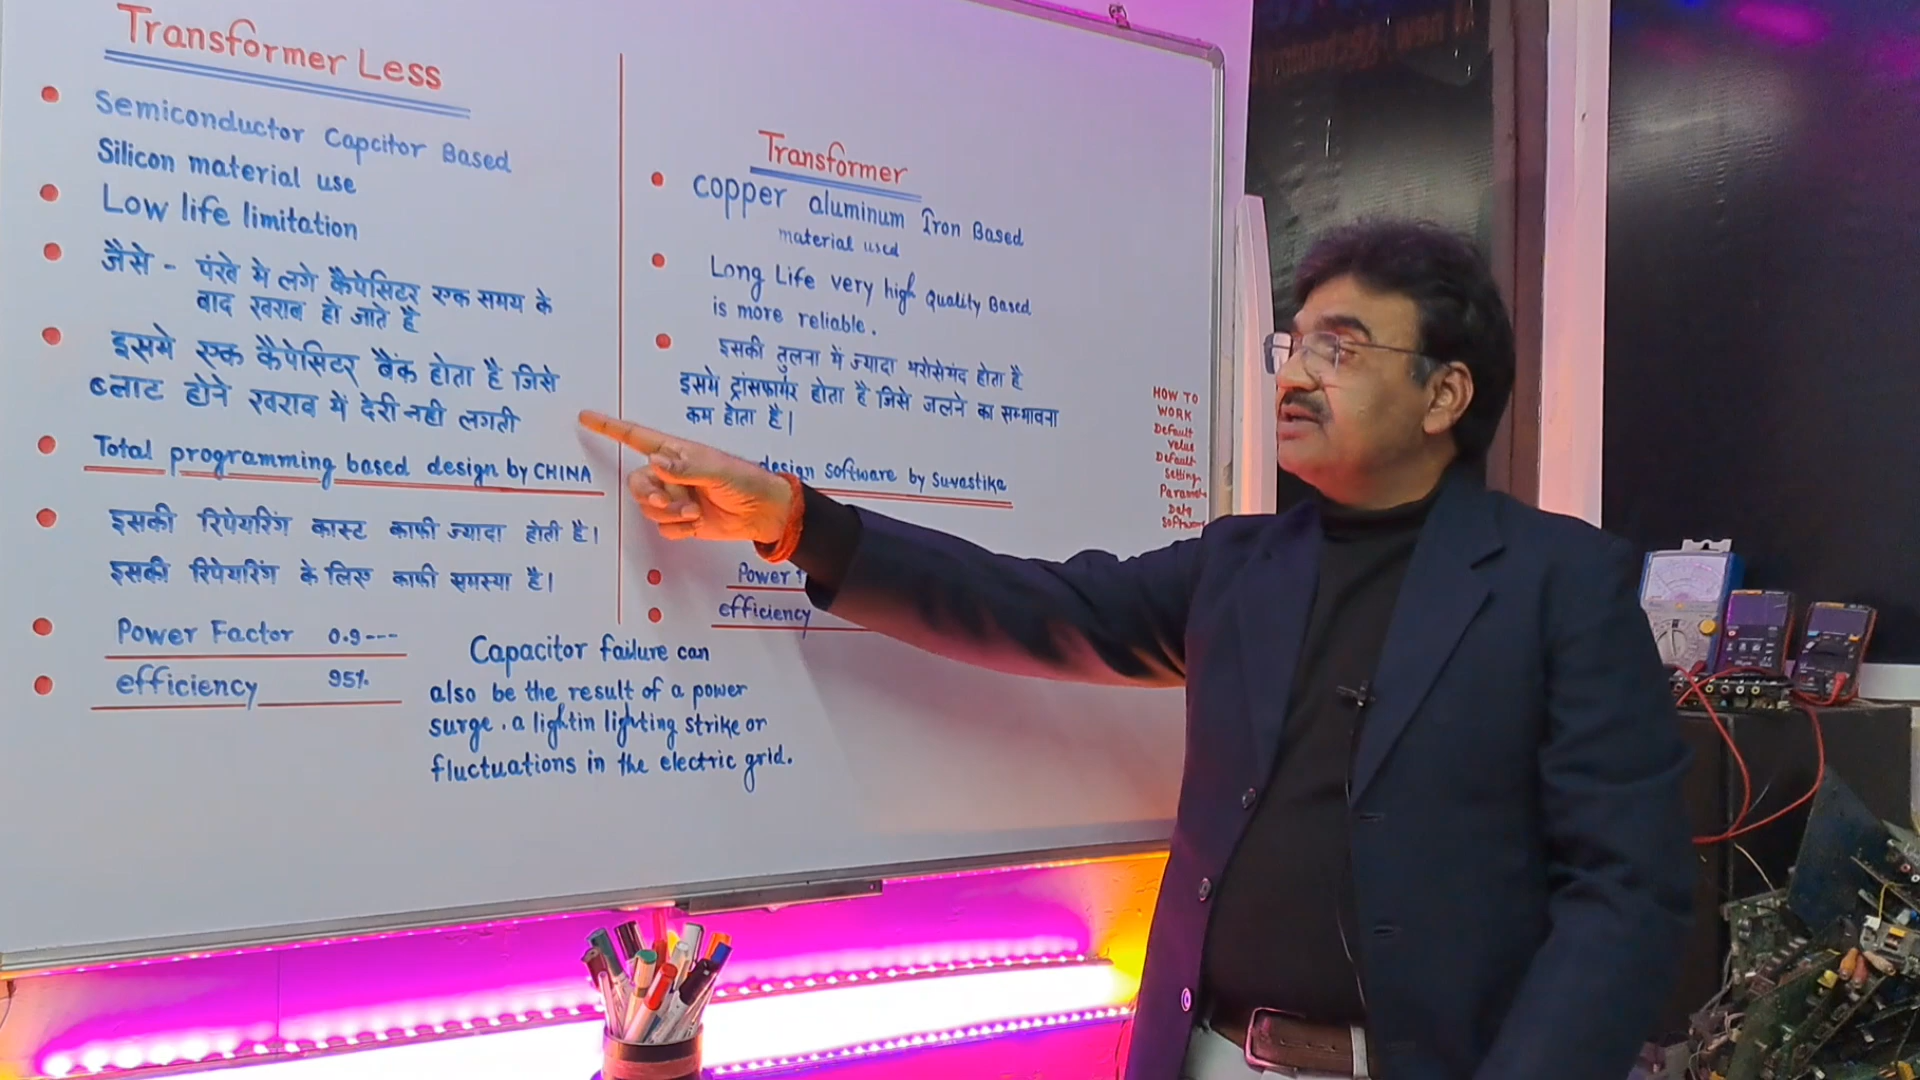 Transformer Less
Semiconductor Capcitor Based
Silicon material use
Low life limitation
जैसे - पंखे मे लगे कैपेसिटर एक समय के
बाद खराब हो जाते है
इसमे एक कैपेसिटर बैंक होता है जिसे
ब्लाट होने खराब में देरी नही लगती
Total programming based design by CHINA
इसकी रिपेयरिंग कास्ट काफी ज्यादा होती है।
इसकी रिपेयरिंग के लिए काफी समस्या है।
Power Factor 0.9---
efficiency 95%
Capacitor failure can
also be the result of a power
surge. a lightin lighting strike or
fluctuations in the electric grid.
Transformer
copper aluminum Iron Based
material used
Long Life very high Quality Based
is more reliable.
इसकी तुलना में ज्यादा भरोसेमंद होता है
इसमे ट्रांसफार्मर होता है जिसे जलने का सम्भावना
कम होता है।
design software by Suvastika
Power
efficiency
HOW TO
WORK
Default
value
Default
Setting
Data